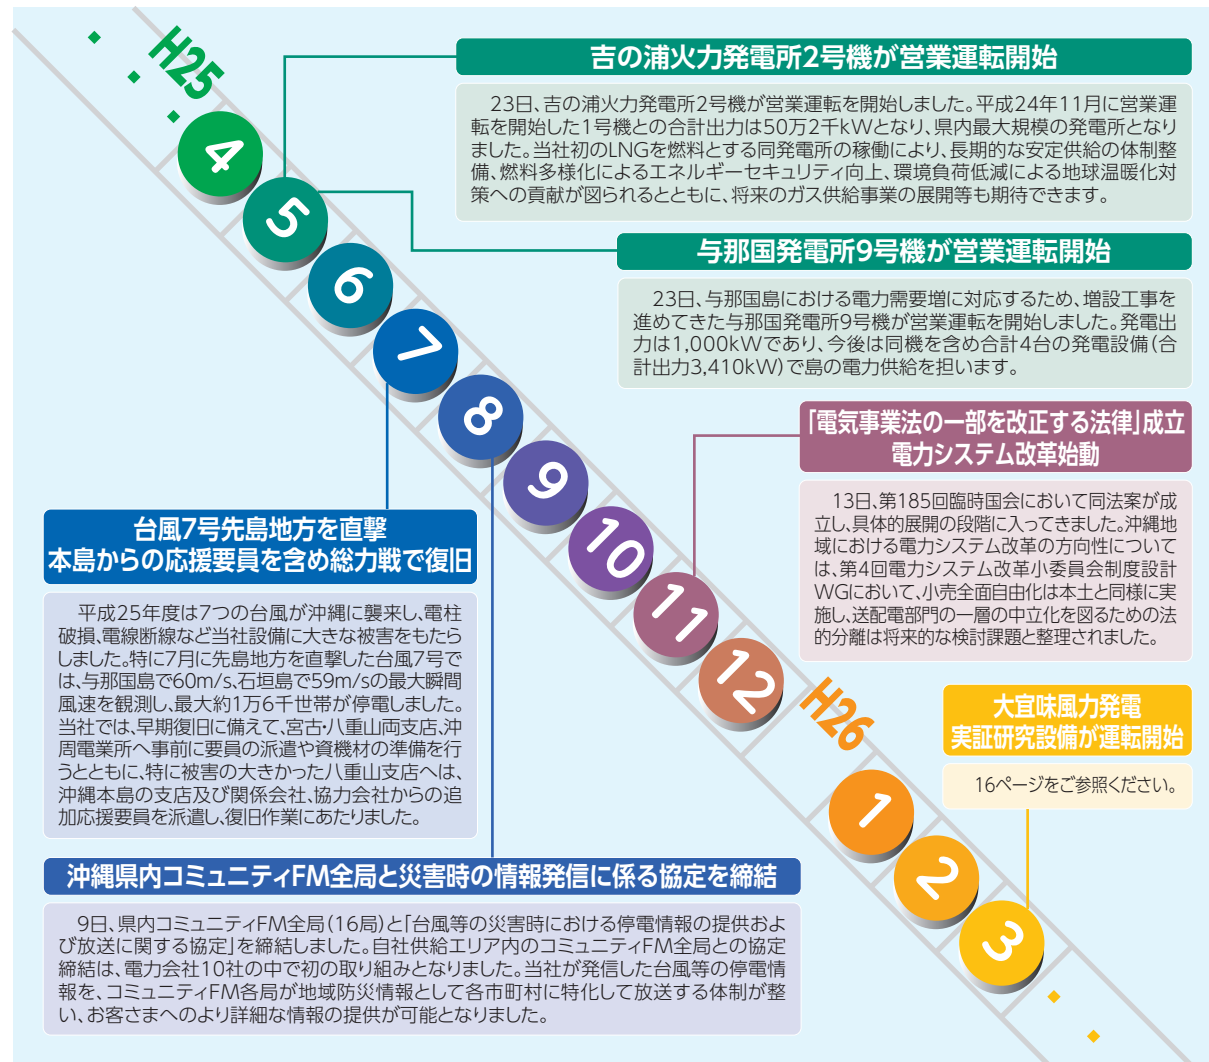 H25
4
5
6
7
8
9
10
11
12
H26
1
2
3
吉の浦火力発電所2号機が営業運転開始
23日、吉の浦火力発電所2号機が営業運転を開始しました。平成24年11月に営業運
転を開始した1号機との合計出力は50万2千kWとなり、県内最大規模の発電所となり
ました。当社初のLNGを燃料とする同発電所の稼働により、長期的な安定供給の体制整
備、燃料多様化によるエネルギーセキュリティ向上、環境負荷低減による地球温暖化対
策への貢献が図られるとともに、将来のガス供給事業の展開等も期待できます。
与那国発電所9号機が営業運転開始
23日、与那国島における電力需要増に対応するため、増設工事を
進めてきた与那国発電所9号機が営業運転を開始しました。発電出
力は1,000kWであり、今後は同機を含め合計4台の発電設備(合
計出力3,410kW)で島の電力供給を担います。
「電気事業法の一部を改正する法律」成立
電力システム改革始動
13日、第185回臨時国会において同法案が成
立し、具体的展開の段階に入ってきました。沖縄地
域における電力システム改革の方向性について
は、第4回電力システム改革小委員会制度設計
WGにおいて、小売全面自由化は本土と同様に実
施し、送配電部門の一層の中立化を図るための法
的分離は将来的な検討課題と整理されました。
台風7号先島地方を直撃
本島からの応援要員を含め総力戦で復旧
平成25年度は7つの台風が沖縄に襲来し、電柱
破損、電線断線など当社設備に大きな被害をもたら
しました。特に7月に先島地方を直撃した台風7号で
は、与那国島で60m/s、石垣島で59m/sの最大瞬間
風速を観測し、最大約1万6千世帯が停電しました。
当社では、早期復旧に備えて、宮古・八重山両支店、沖
周電業所へ事前に要員の派遣や資機材の準備を行
うとともに、特に被害の大きかった八重山支店へは、
沖縄本島の支店及び関係会社、協力会社からの追
加応援要員を派遣し、復旧作業にあたりました。
大宜味風力発電
実証研究設備が運転開始
16ページをご参照ください。
沖縄県内コミュニティFM全局と災害時の情報発信に係る協定を締結
9日、県内コミュニティFM全局(16局)と「台風等の災害時における停電情報の提供およ
び放送に関する協定」を締結しました。自社供給エリア内のコミュニティFM全局との協定
締結は、電力会社10社の中で初の取り組みとなりました。当社が発信した台風等の停電情
報を、コミュニティFM各局が地域防災情報として各市町村に特化して放送する体制が整
い、お客さまへのより詳細な情報の提供が可能となりました。